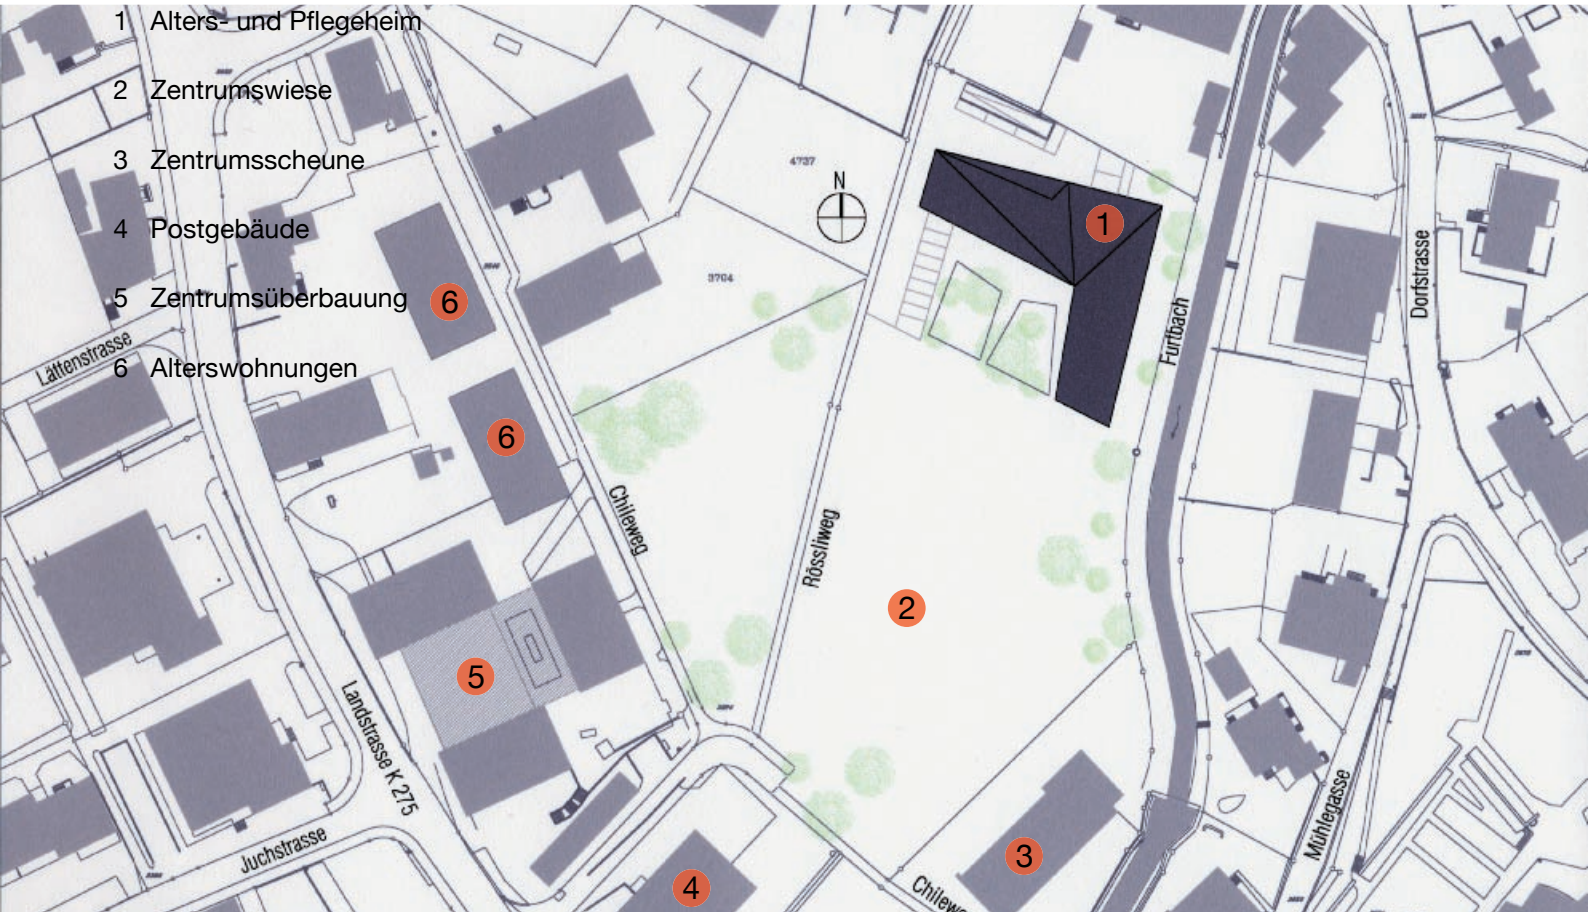 1 Alters- und Pflegeheim
2 Zentrumswiese
3 Zentrumsscheune
4 Postgebäude
5 Zentrumsüberbauung
6 Alterswohnungen
4737
N
1
3704
6
Furtbach
Dorfstrasse
Lättenstrasse
6
Chileweg
Rössliweg
2
5
Landstrasse K 275
Mühlegasse
Juchstrasse
3
4
Chilewe